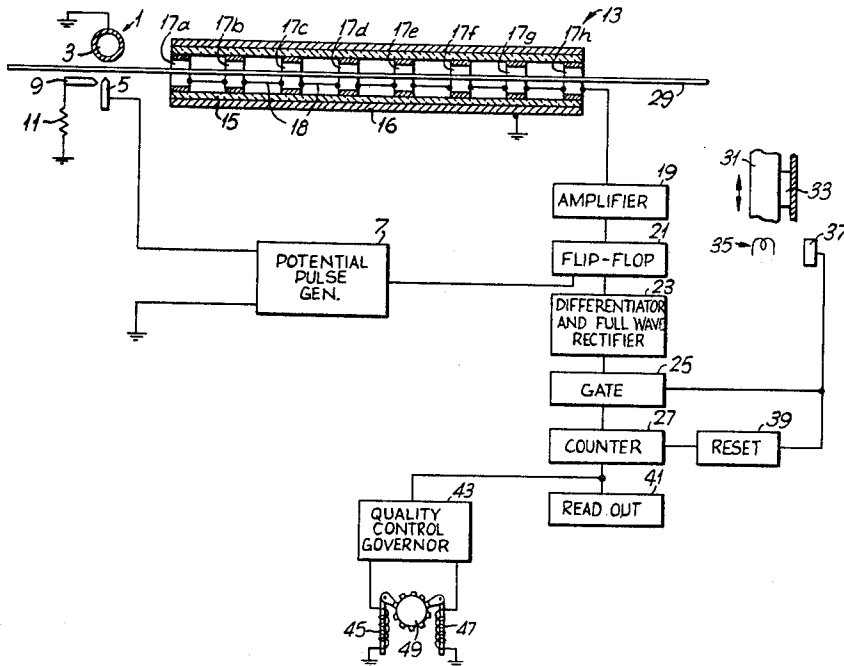 17a 17b 17c 17d 17e 17f 17g 17h 13
1
3
9
5
11
15 18 16
29
31
33
35
37
19
AMPLIFIER
7
POTENTIAL
PULSE
GEN.
21
FLIP-FLOP
23
DIFFERENTIATOR
AND FULL WAVE
RECTIFIER
25
GATE
27
COUNTER
39
RESET
41
READ OUT
43
QUALITY
CONTROL
GOVERNOR
45
49
47